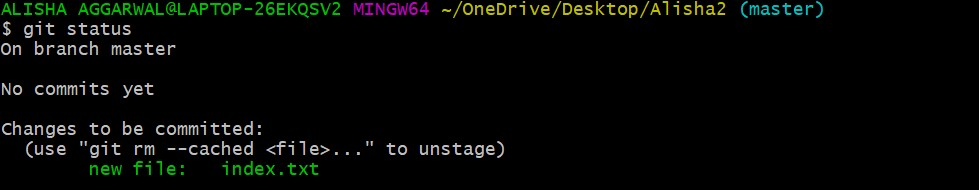 ALISHA AGGARWAL@LAPTOP-26EKQSV2 MINGW64 ~/OneDrive/Desktop/Alisha2 (master)
$ git status
On branch master
No commits yet
Changes to be committed:
(use "git rm --cached <file>..." to unstage)
new file: index.txt